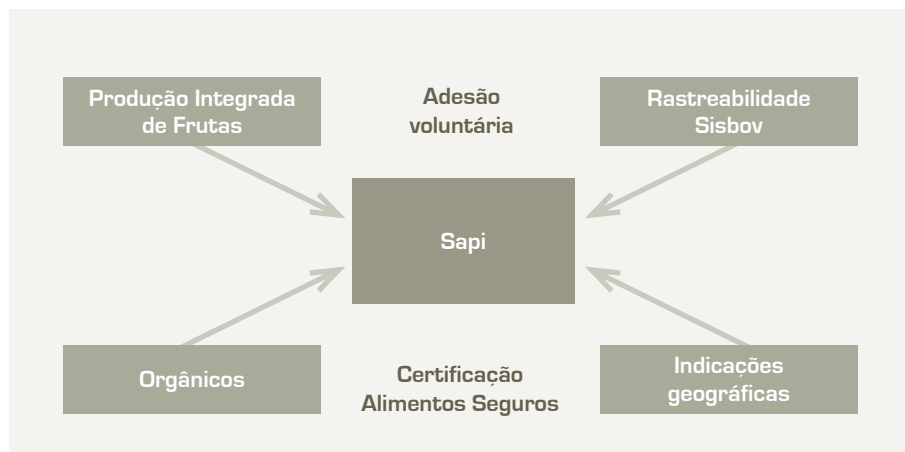 Produção Integrada
de Frutas
Adesão
voluntária
Rastreabilidade
Sisbov
Sapi
Orgânicos
Certificação
Alimentos Seguros
Indicações
geográficas